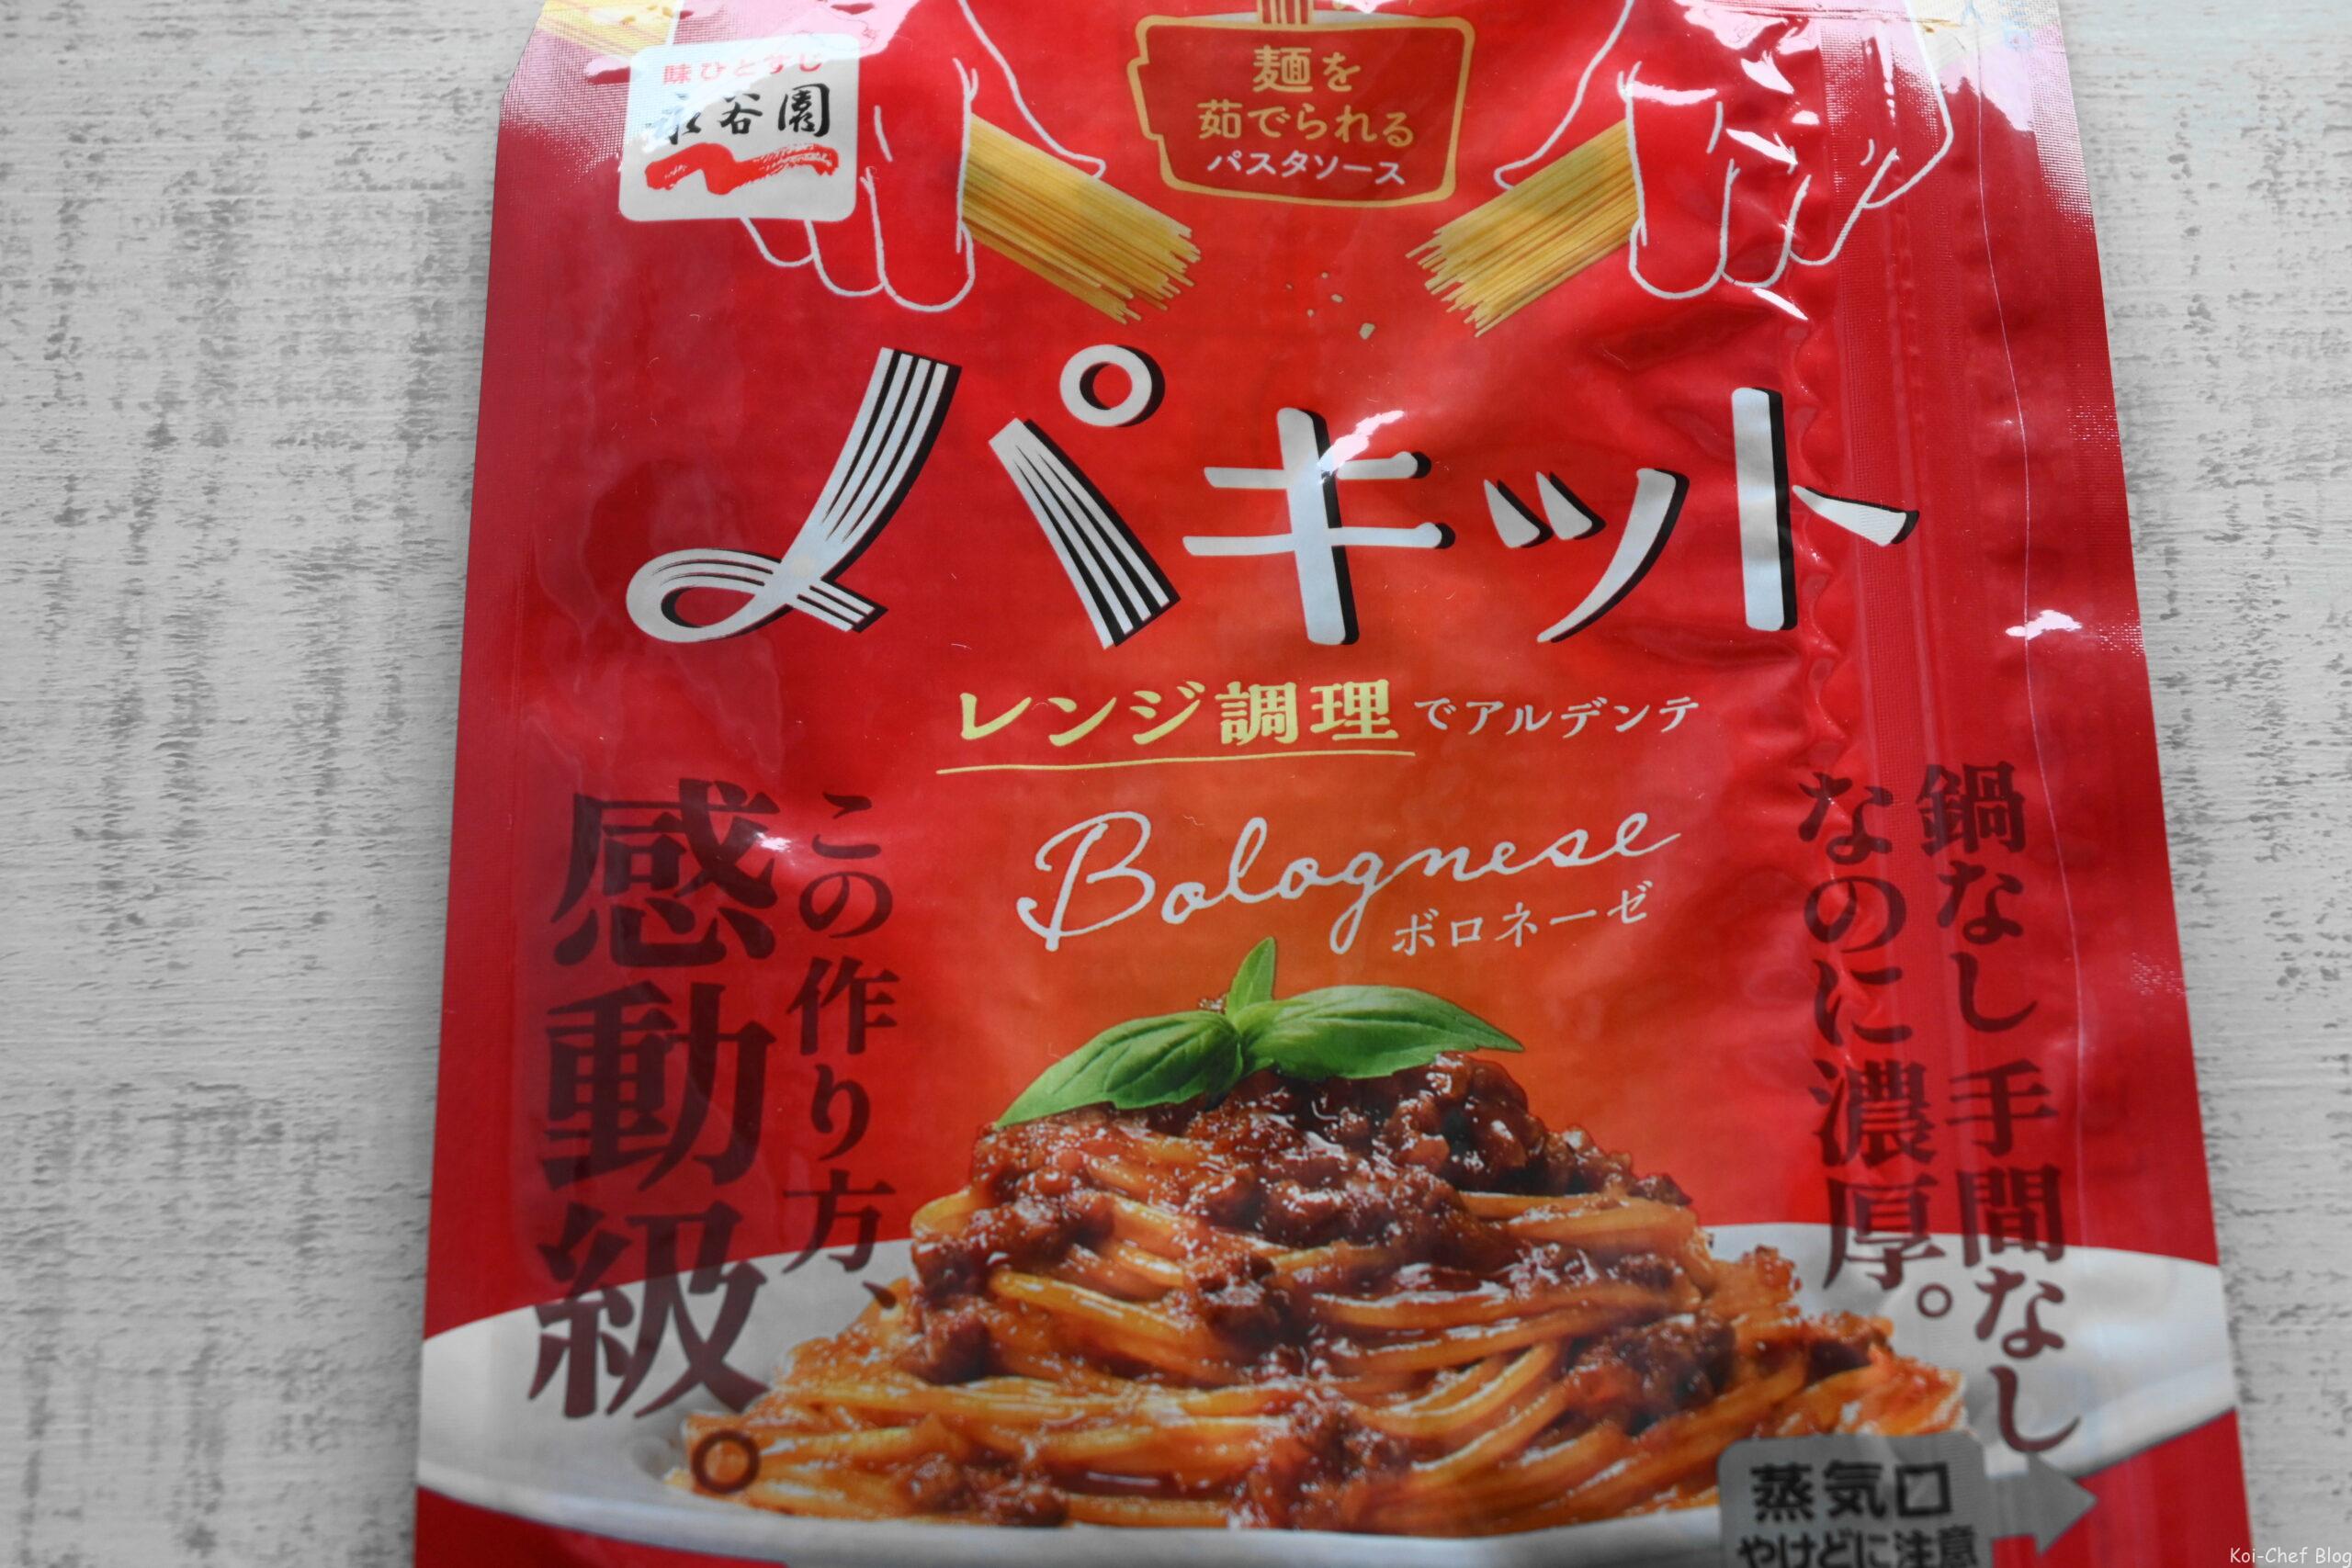 味ひとすじ
永谷園
麺を
茹でられる
パスタソース
パキット
レンジ調理でアルデンテ
Bolognese
ボロネーゼ
鍋なし手間なし
なのに濃厚。
この作り方、
感動級。
蒸気口
やけどに注意
Koi-Chef Blog